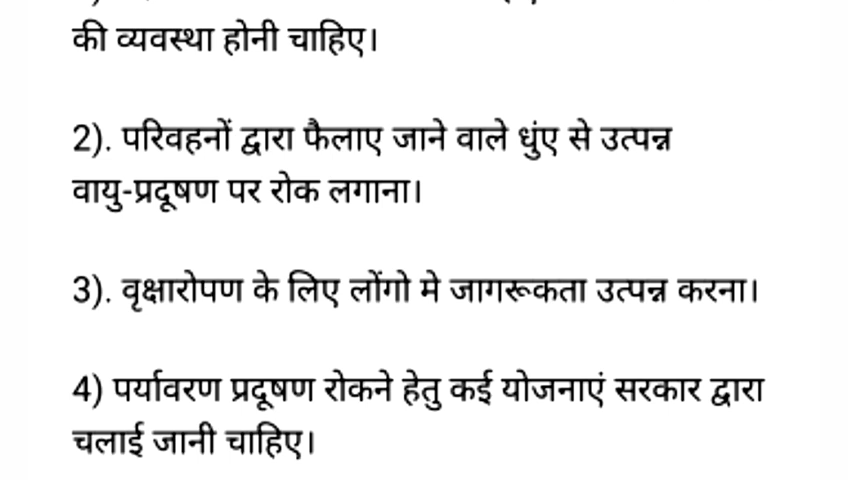 की व्यवस्था होनी चाहिए।
2). परिवहनों द्वारा फैलाए जाने वाले धुंए से उत्पन्न
वायु-प्रदूषण पर रोक लगाना।
3). वृक्षारोपण के लिए लोंगो मे जागरूकता उत्पन्न करना।
4) पर्यावरण प्रदूषण रोकने हेतु कई योजनाएं सरकार द्वारा
चलाई जानी चाहिए।